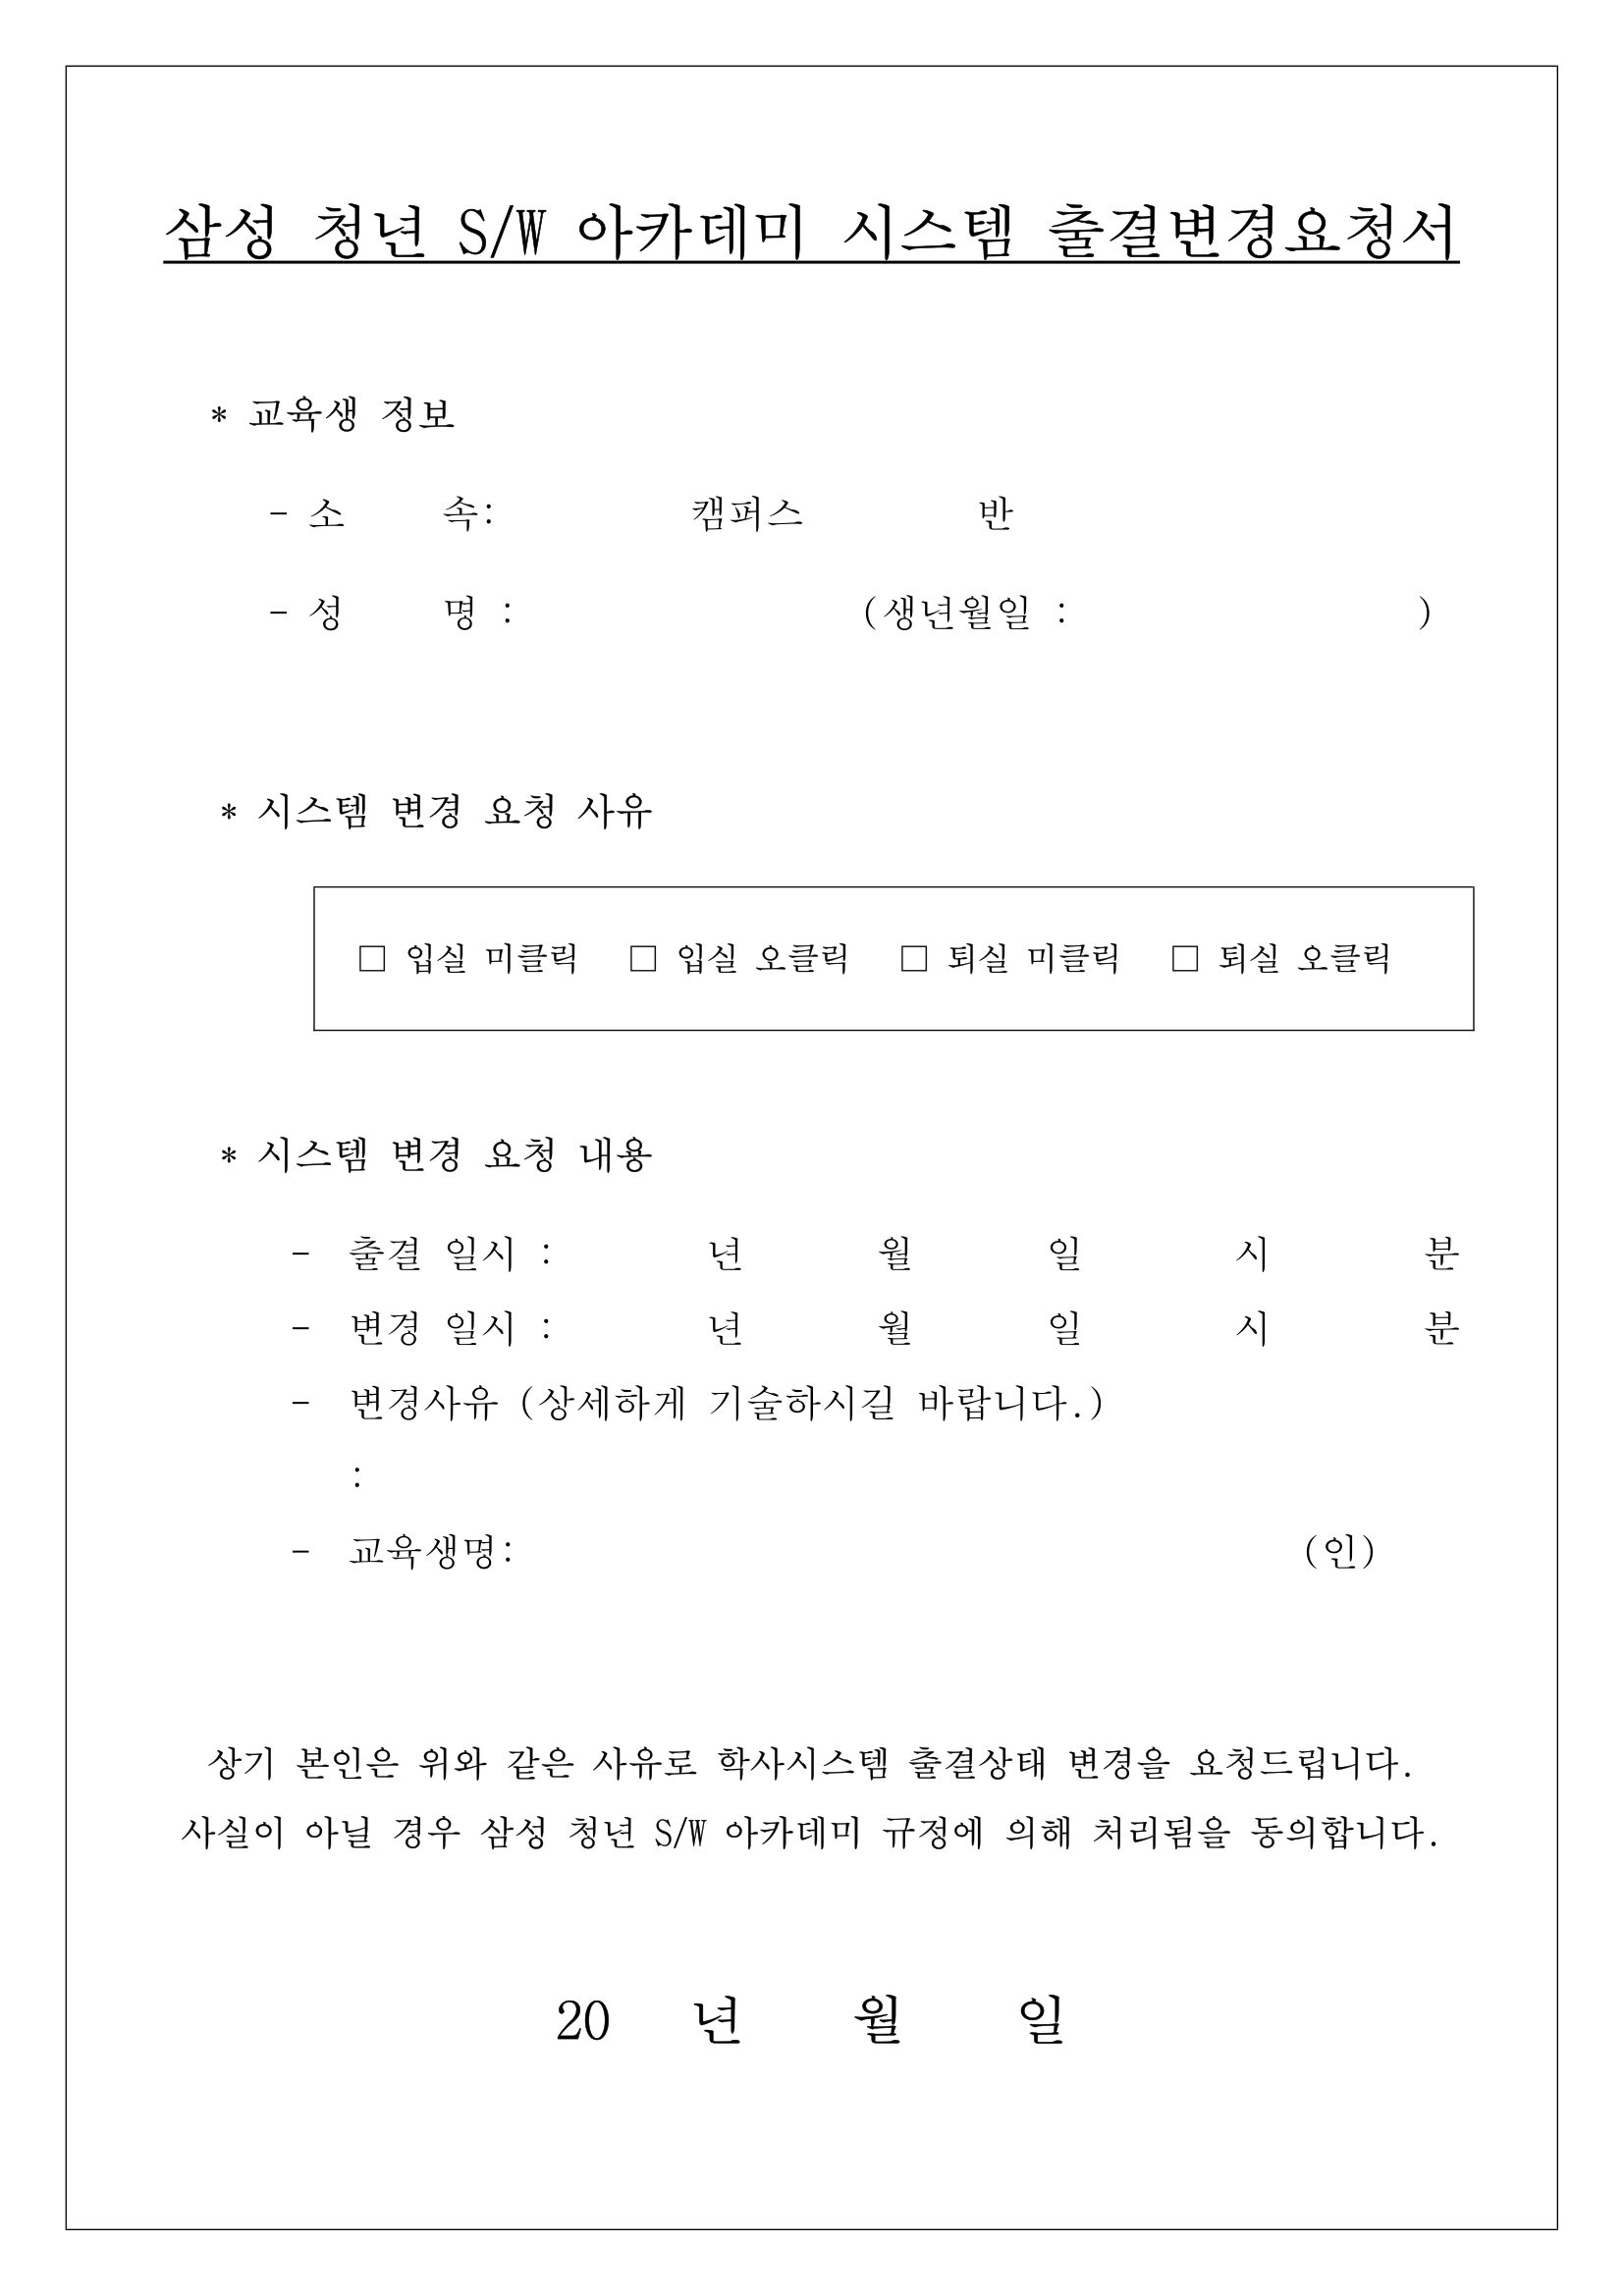 삼성 청년 S/W 아카데미 시스템 출결변경요청서
* 교육생 정보
- 소 속: 캠퍼스 반
- 성 명 : (생년월일 : )
* 시스템 변경 요청 사유
□ 입실 미클릭 □ 입실 오클릭 □ 퇴실 미클릭 □ 퇴실 오클릭
* 시스템 변경 요청 내용
- 출결 일시 : 년 월 일 시 분
- 변경 일시 : 년 월 일 시 분
- 변경사유 (상세하게 기술하시길 바랍니다.)
:
- 교육생명: (인)
상기 본인은 위와 같은 사유로 학사시스템 출결상태 변경을 요청드립니다.
사실이 아닐 경우 삼성 청년 S/W 아카데미 규정에 의해 처리됨을 동의합니다.
20 년 월 일